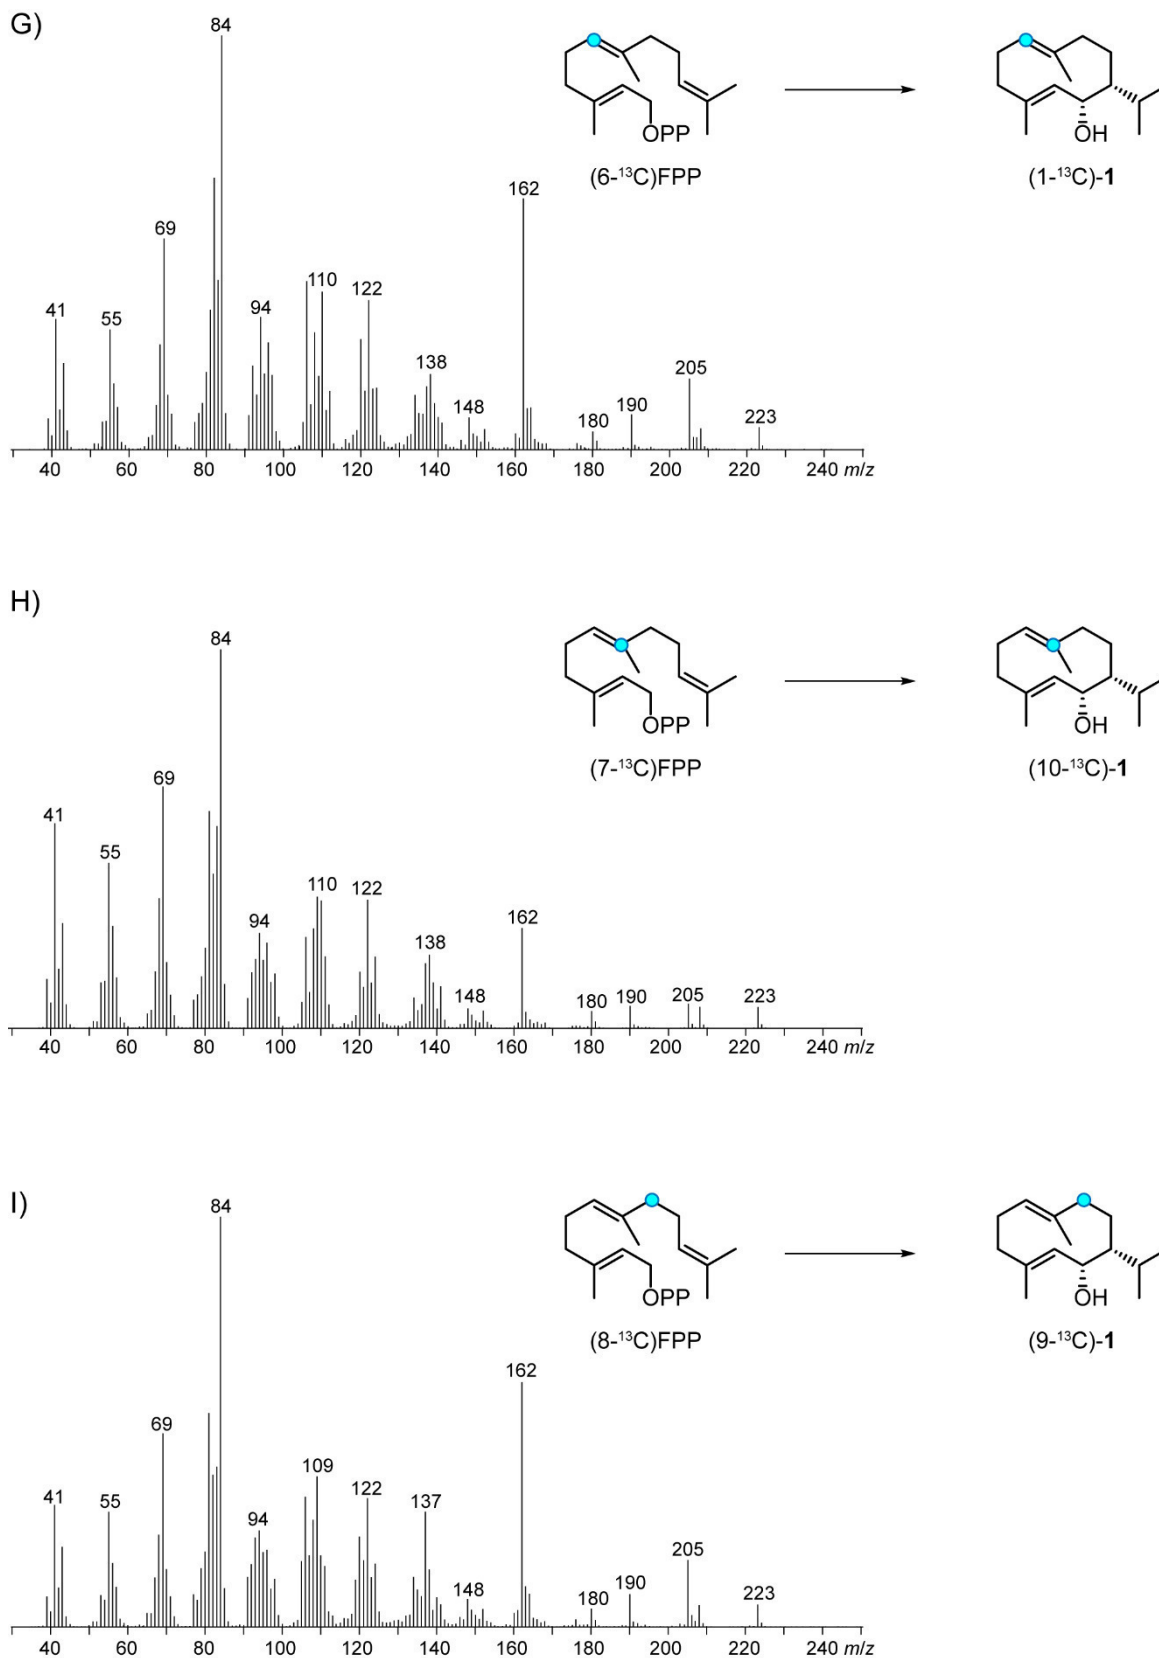 G)
84
162
69
110
122
41
55
94
138
148
180
190
205
223
40 60 80 100 120 140 160 180 200 220 240 m/z
OPP
OH
(6-¹³C)FPP
(1-¹³C)-1
H)
84
69
41
55
110
122
94
138
162
148
180
190
205
223
40 60 80 100 120 140 160 180 200 220 240 m/z
OPP
OH
(7-¹³C)FPP
(10-¹³C)-1
I)
84
162
69
109
41
55
122
137
94
148
180
190
205
223
40 60 80 100 120 140 160 180 200 220 240 m/z
OPP
OH
(8-¹³C)FPP
(9-¹³C)-1